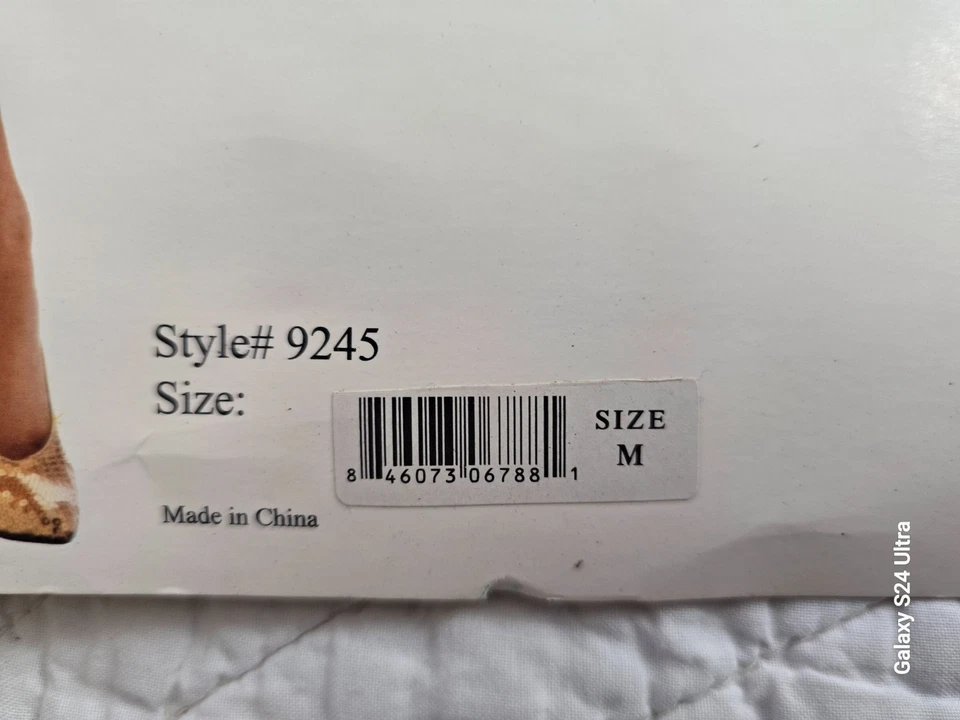 Style# 9245
Size:
SIZE
M
8 46073 06788 1
Made in China
Galaxy S24 Ultra